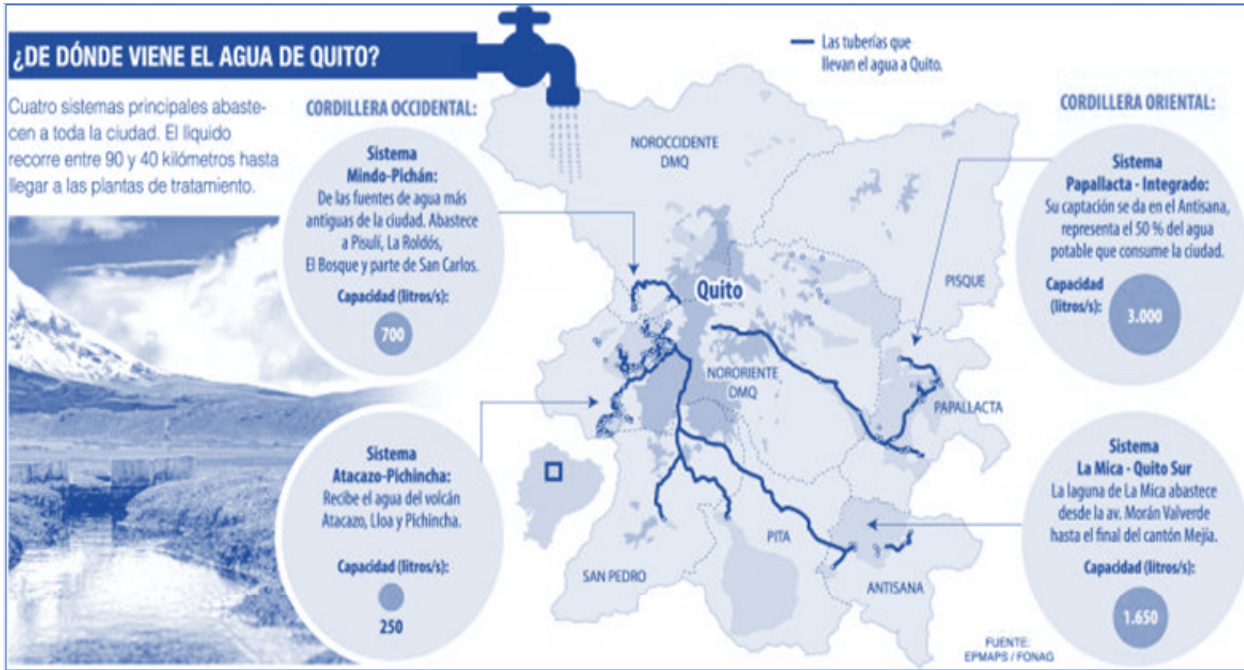 ¿DE DÓNDE VIENE EL AGUA DE QUITO?
Cuatro sistemas principales abaste-
cen a toda la ciudad. El líquido
recorre entre 90 y 40 kilómetros hasta
llegar a las plantas de tratamiento.
CORDILLERA OCCIDENTAL:
Sistema
Mindo-Pichán:
De las fuentes de agua más
antiguas de la ciudad. Abastece
a Pisulí, La Roldós,
El Bosque y parte de San Carlos.
Capacidad (litros/s):
700
Sistema
Atacazo-Pichincha:
Recibe el agua del volcán
Atacazo, Lloa y Pichincha.
Capacidad (litros/s):
250
Las tuberías que
llevan el agua a Quito.
NOROCCIDENTE
DMQ
Quito
PISQUE
NORORIENTE
DMQ
PAPALLACTA
PITA
SAN PEDRO
ANTISANA
CORDILLERA ORIENTAL:
Sistema
Papallacta - Integrado:
Su captación se da en el Antisana,
representa el 50 % del agua
potable que consume la ciudad.
Capacidad
(litros/s):
3.000
Sistema
La Mica - Quito Sur
La laguna de La Mica abastece
desde la av. Morán Valverde
hasta el final del cantón Mejía.
Capacidad (litros/s):
1.650
FUENTE:
EPMAPS / FONAG